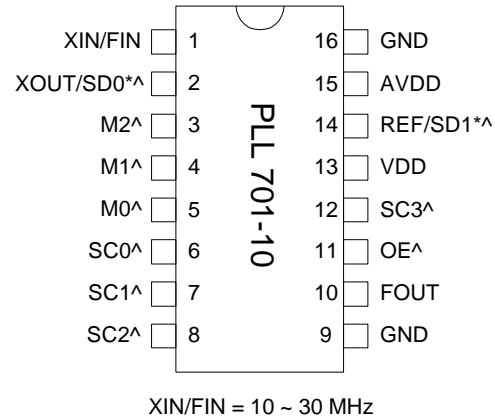 XIN/FIN 1 16 GND
XOUT/SD0*^ 2 15 AVDD
M2^ 3 14 REF/SD1*^
M1^ 4 13 VDD
M0^ 5 12 SC3^
SC0^ 6 11 OE^
SC1^ 7 10 FOUT
SC2^ 8 9 GND
PLL 701-10
XIN/FIN = 10 ~ 30 MHz